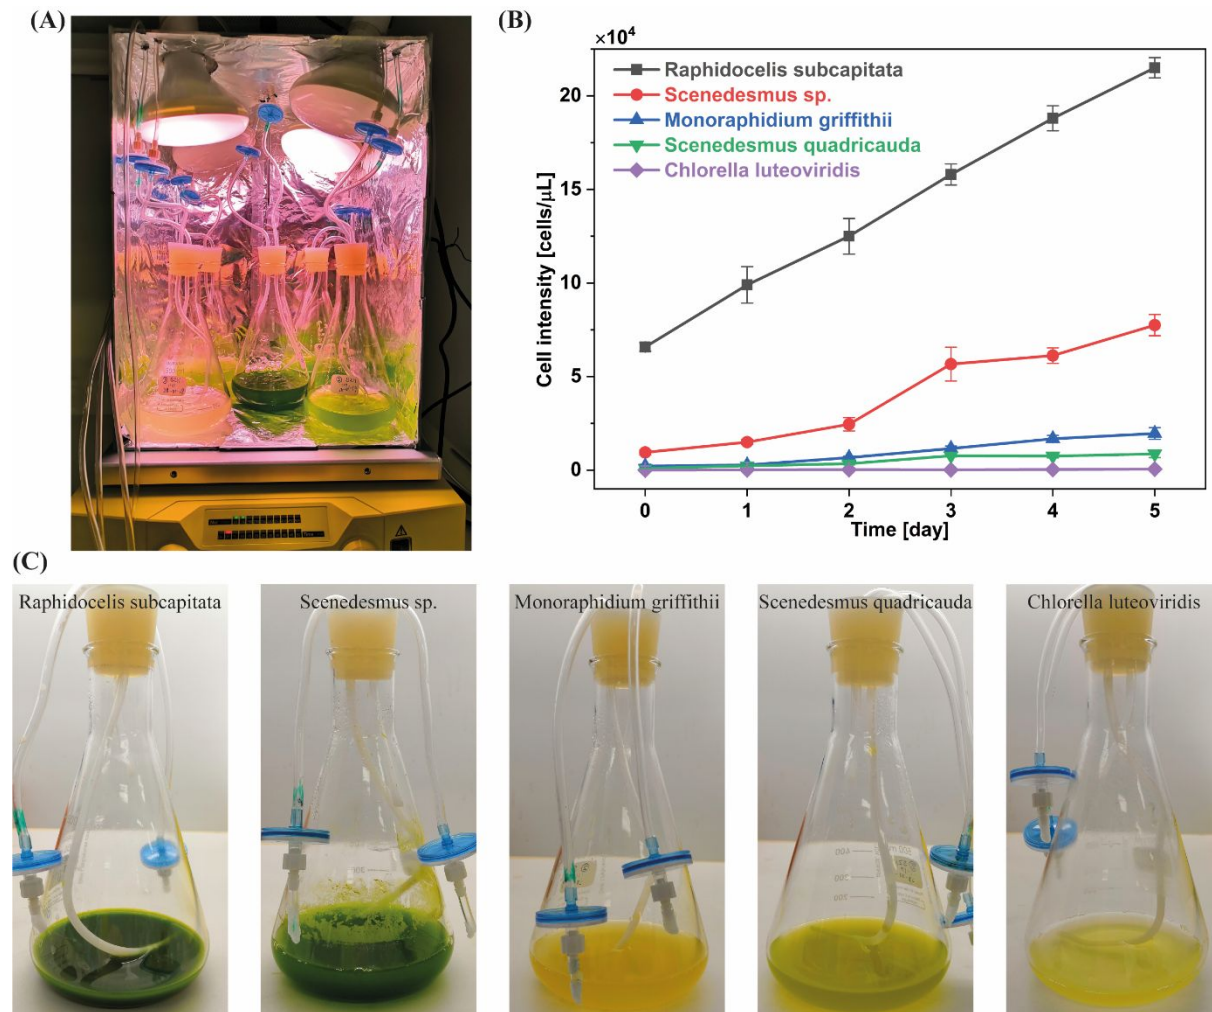 (A)
(B)
×10⁴
Raphidocelis subcapitata
Scenedesmus sp.
Monoraphidium griffithii
Scenedesmus quadricauda
Chlorella luteoviridis
Cell intensity [cells/μL]
20
15
10
5
0
0 1 2 3 4 5
Time [day]
(C)
Raphidocelis subcapitata
Scenedesmus sp.
Monoraphidium griffithii
Scenedesmus quadricauda
Chlorella luteoviridis